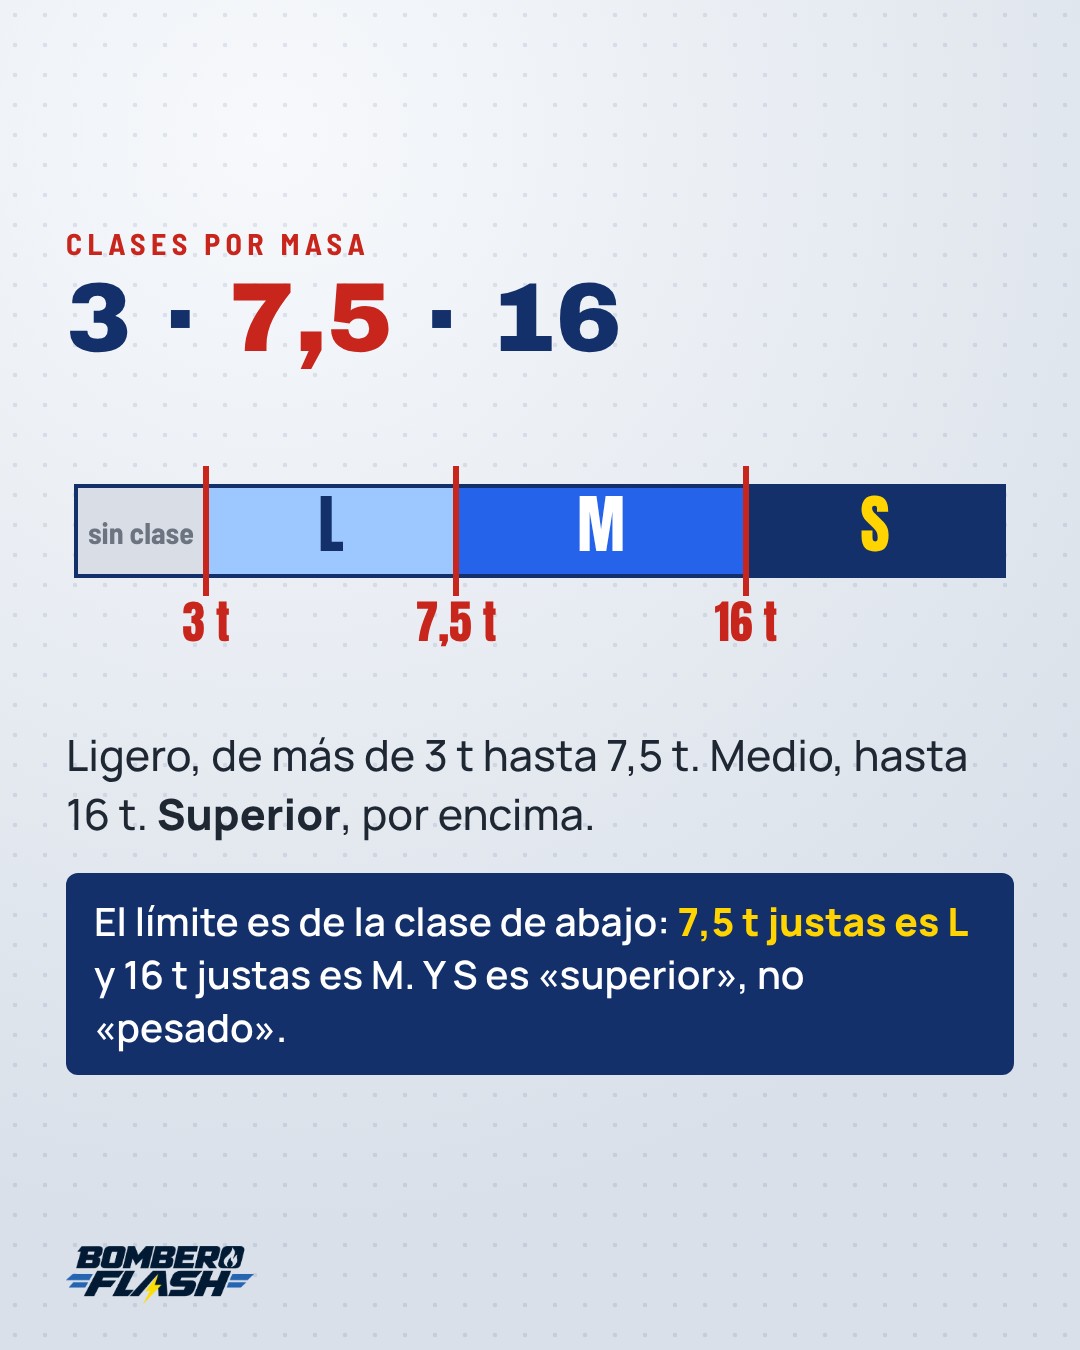 CLASES POR MASA
3 · 7,5 · 16
sin clase L M S
3 t 7,5 t 16 t
Ligero, de más de 3 t hasta 7,5 t. Medio, hasta
16 t. Superior, por encima.
El límite es de la clase de abajo: 7,5 t justas es L
y 16 t justas es M. Y S es «superior», no
«pesado».
BOMBERO
FLASH